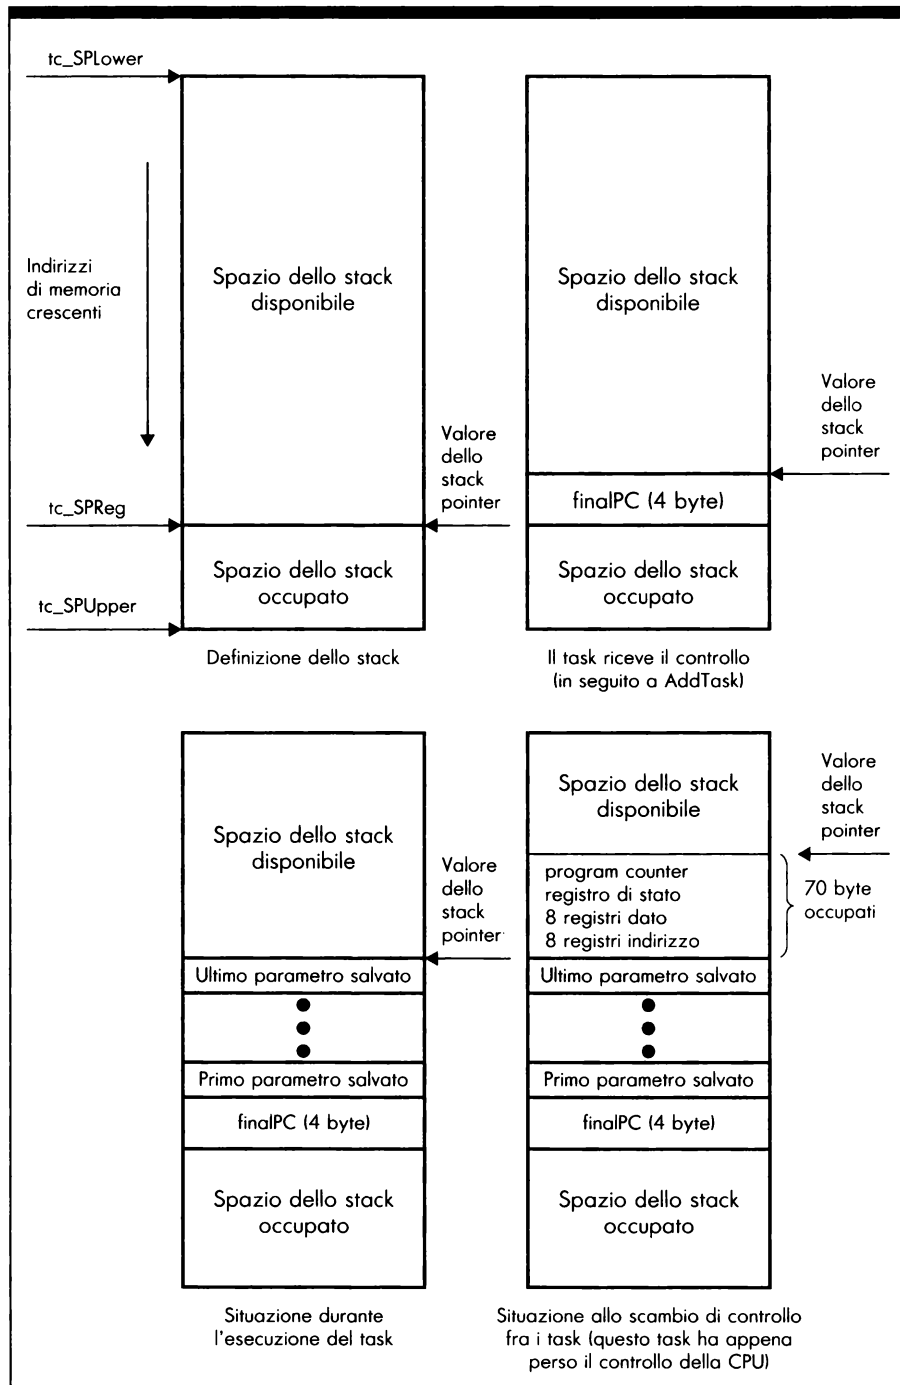 tc_SPLower
Indirizzi
di memoria
crescenti
Spazio dello stack
disponibile
Spazio dello stack
disponibile
Valore
dello
stack
pointer
Valore
dello
stack
pointer
tc_SPReg
finalPC (4 byte)
Spazio dello stack
occupato
Spazio dello stack
occupato
tc_SPUpper
Definizione dello stack
Il task riceve il controllo
(in seguito a AddTask)
Spazio dello stack
disponibile
Valore
dello
stack
pointer
Spazio dello stack
disponibile
Valore
dello
stack
pointer
program counter
registro di stato
8 registri dato
8 registri indirizzo
70 byte
occupati
Ultimo parametro salvato
Ultimo parametro salvato
Primo parametro salvato
Primo parametro salvato
finalPC (4 byte)
finalPC (4 byte)
Spazio dello stack
occupato
Spazio dello stack
occupato
Situazione durante
l'esecuzione del task
Situazione allo scambio di controllo
fra i task (questo task ha appena
perso il controllo della CPU)